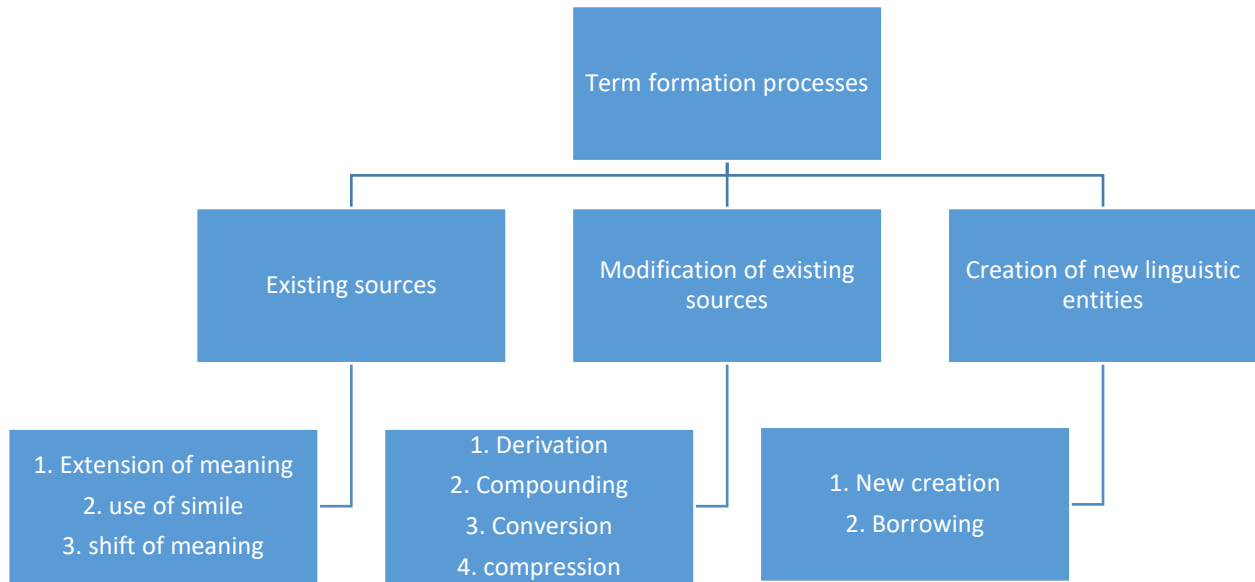 Term formation processes
Existing sources
Modification of existing
sources
Creation of new linguistic
entities
1. Extension of meaning
2. use of simile
3. shift of meaning
1. Derivation
2. Compounding
3. Conversion
4. compression
1. New creation
2. Borrowing